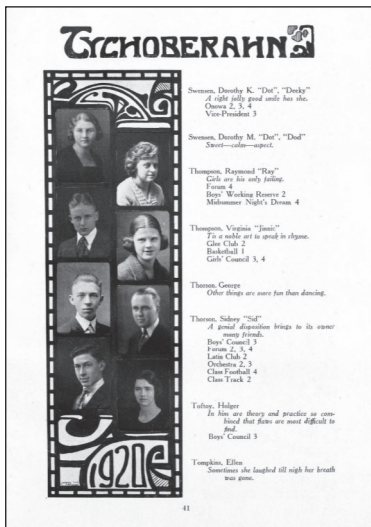 TYCHOBERAHN
Swensen, Dorothy K. "Dot", "Deeky"
A right jolly good smile has she.
Onowa 2, 3, 4
Vice-President 3
Swensen, Dorothy M. "Dot", "Dod"
Sweet—calm—aspect.
Thompson, Raymond "Ray"
Girls are his only failing.
Forum 4
Boys' Working Reserve 2
Midsummer Night's Dream 4
Thompson, Virginia "Jinnie"
Tis a noble art to speak in rhyme.
Glee Club 2
Basketball 1
Girls' Council 3, 4
Thorson, George
Other things are more fun than dancing.
Thorson, Sidney "Sid"
A genial disposition brings to its owner
many friends.
Boys' Council 3
Forum 2, 3, 4
Latin Club 2
Orchestra 2, 3
Class Football 4
Class Track 2
Toftoy, Holger
In him are theory and practice so com-
bined that flaws are most difficult to
find.
Boys' Council 3
Tompkins, Ellen
Sometimes she laughed till nigh her breath
was gone.
1920
41